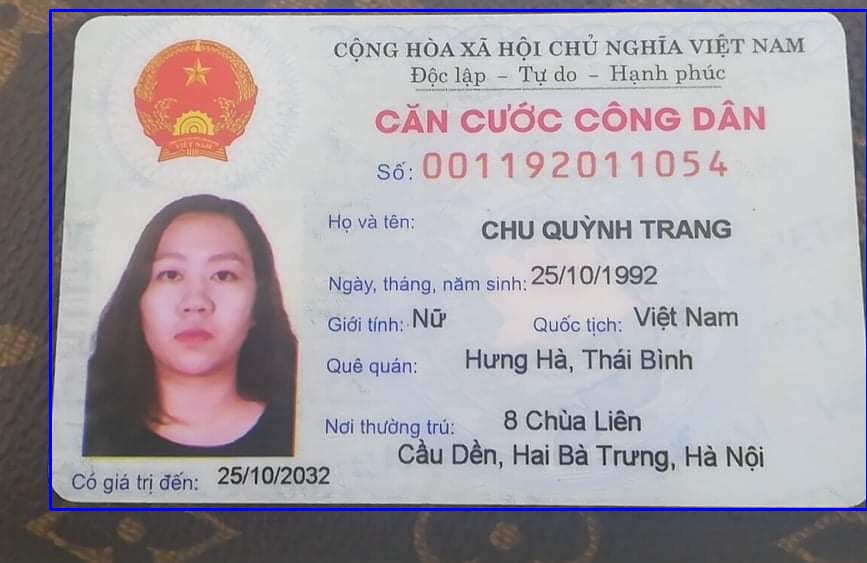 CỘNG HÒA XÃ HỘI CHỦ NGHĨA VIỆT NAM
Độc lập – Tự do – Hạnh phúc
CĂN CƯỚC CÔNG DÂN
Số: 001192011054
Họ và tên: CHU QUỲNH TRANG
Ngày, tháng, năm sinh: 25/10/1992
Giới tính: Nữ Quốc tịch: Việt Nam
Quê quán: Hưng Hà, Thái Bình
Nơi thường trú: 8 Chùa Liên
Cầu Dền, Hai Bà Trưng, Hà Nội
Có giá trị đến: 25/10/2032
VIỆT NAM